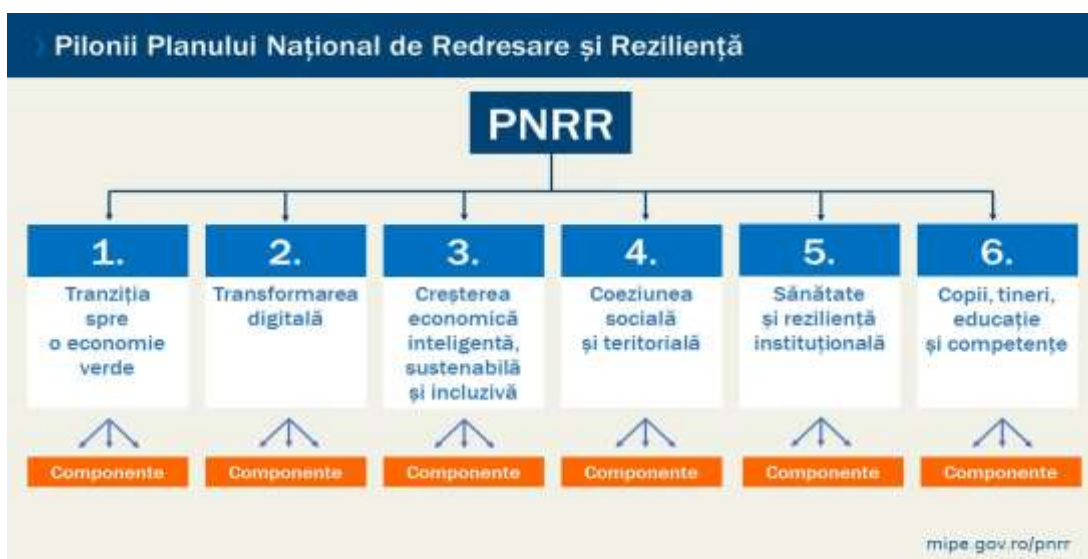 Pilonii Planului Național de Redresare și Reziliență
PNRR
1.
Tranziția
spre
o economie
verde
2.
Transformarea
digitală
3.
Creșterea
economică
inteligentă,
sustenabilă
și incluzivă
4.
Coeziunea
socială
și teritorială
5.
Sănătate
și reziliență
instituțională
6.
Copii, tineri,
educație
și competențe
Componente
Componente
Componente
Componente
Componente
Componente
mipe.gov.ro/pnrr